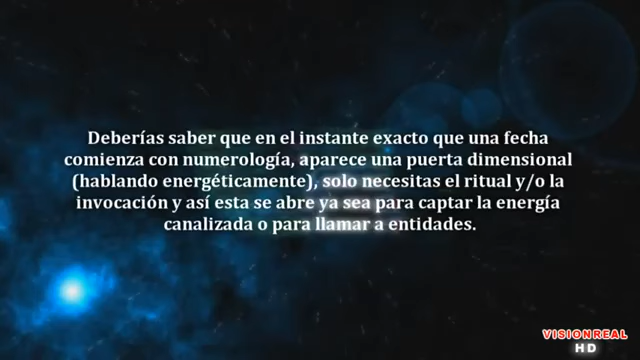 Deberías saber que en el instante exacto que una fecha
comienza con numerología, aparece una puerta dimensional
(hablando energéticamente), solo necesitas el ritual y/o la
invocación y así esta se abre ya sea para captar la energía
canalizada o para llamar a entidades.
VISIONREAL
HD